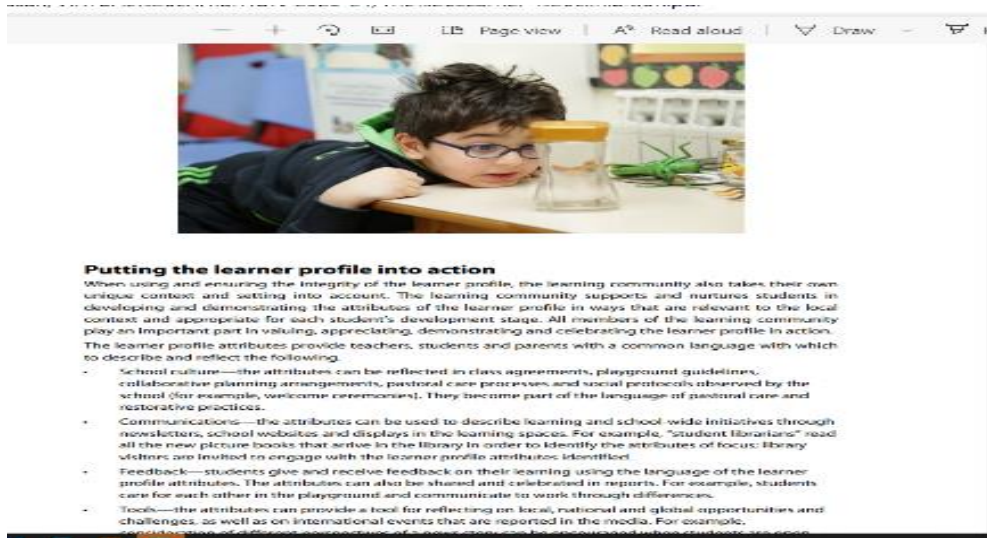 Page view | Read aloud | Draw
Putting the learner profile into action
When using and ensuring the integrity of the learner profile, the learning community also takes their own
unique context and setting into account. The learning community supports and nurtures students in
developing and demonstrating the attributes of the learner profile in ways that are relevant to the local
context and appropriate for each student's development stage. All members of the learning community
play an important part in valuing, appreciating, demonstrating and celebrating the learner profile in action.
The learner profile attributes provide teachers, students and parents with a common language with which
to describe and reflect the following.
• School culture—the attributes can be reflected in class agreements, playground guidelines,
collaborative planning arrangements, pastoral care processes and social protocols observed by the
school (for example, welcome ceremonies). They become part of the language of pastoral care and
restorative practices.
• Communications—the attributes can be used to describe learning and school-wide initiatives through
newsletters, school websites and displays in the learning spaces. For example, "student librarians" read
all the new picture books that arrive in the library in order to identify the attributes of focus; library
visitors are invited to engage with the learner profile attributes identified.
• Feedback—students give and receive feedback on their learning using the language of the learner
profile attributes. The attributes can also be shared and celebrated in reports. For example, students
care for each other in the playground and communicate to work through differences.
• Tools—the attributes can provide a tool for reflecting on local, national and global opportunities and
challenges, as well as on international events that are reported in the media. For example,
consideration of different perspectives of a news story can be encouraged when students are open